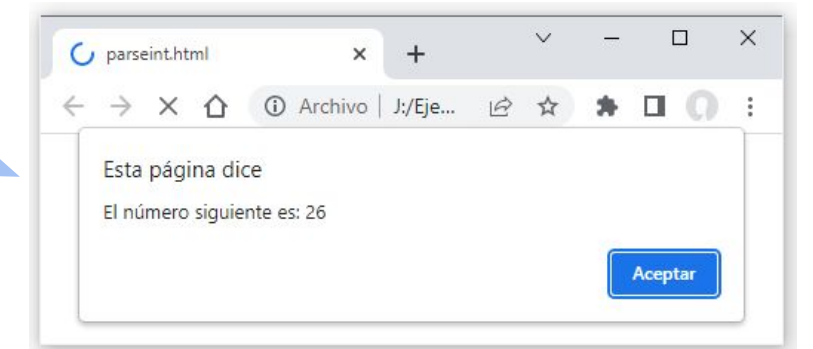 parseint.html
Archivo | J:/Eje...
Esta página dice
El número siguiente es: 26
Aceptar